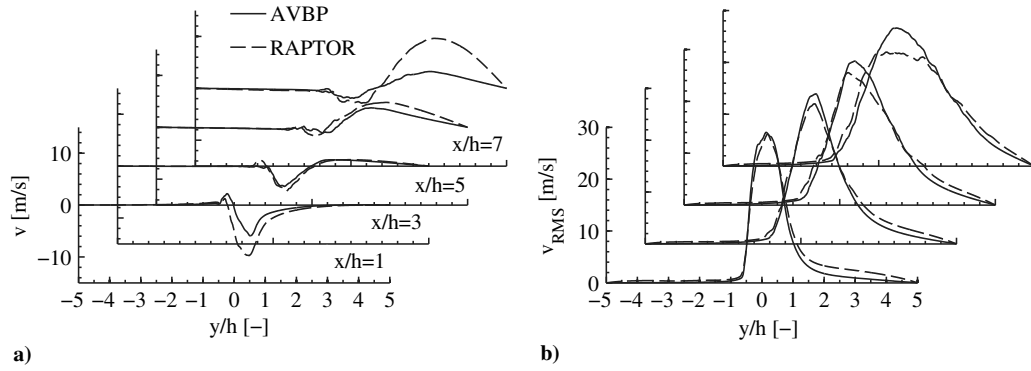 AVBP
RAPTOR
x/h=7
x/h=5
x/h=3
x/h=1
10
0
−10
v [m/s]
−5 −4 −3 −2 −1 0 1 2 3 4 5
y/h [−]
a)
30
20
10
0
vRMS [m/s]
−5 −4 −3 −2 −1 0 1 2 3 4 5
y/h [−]
b)